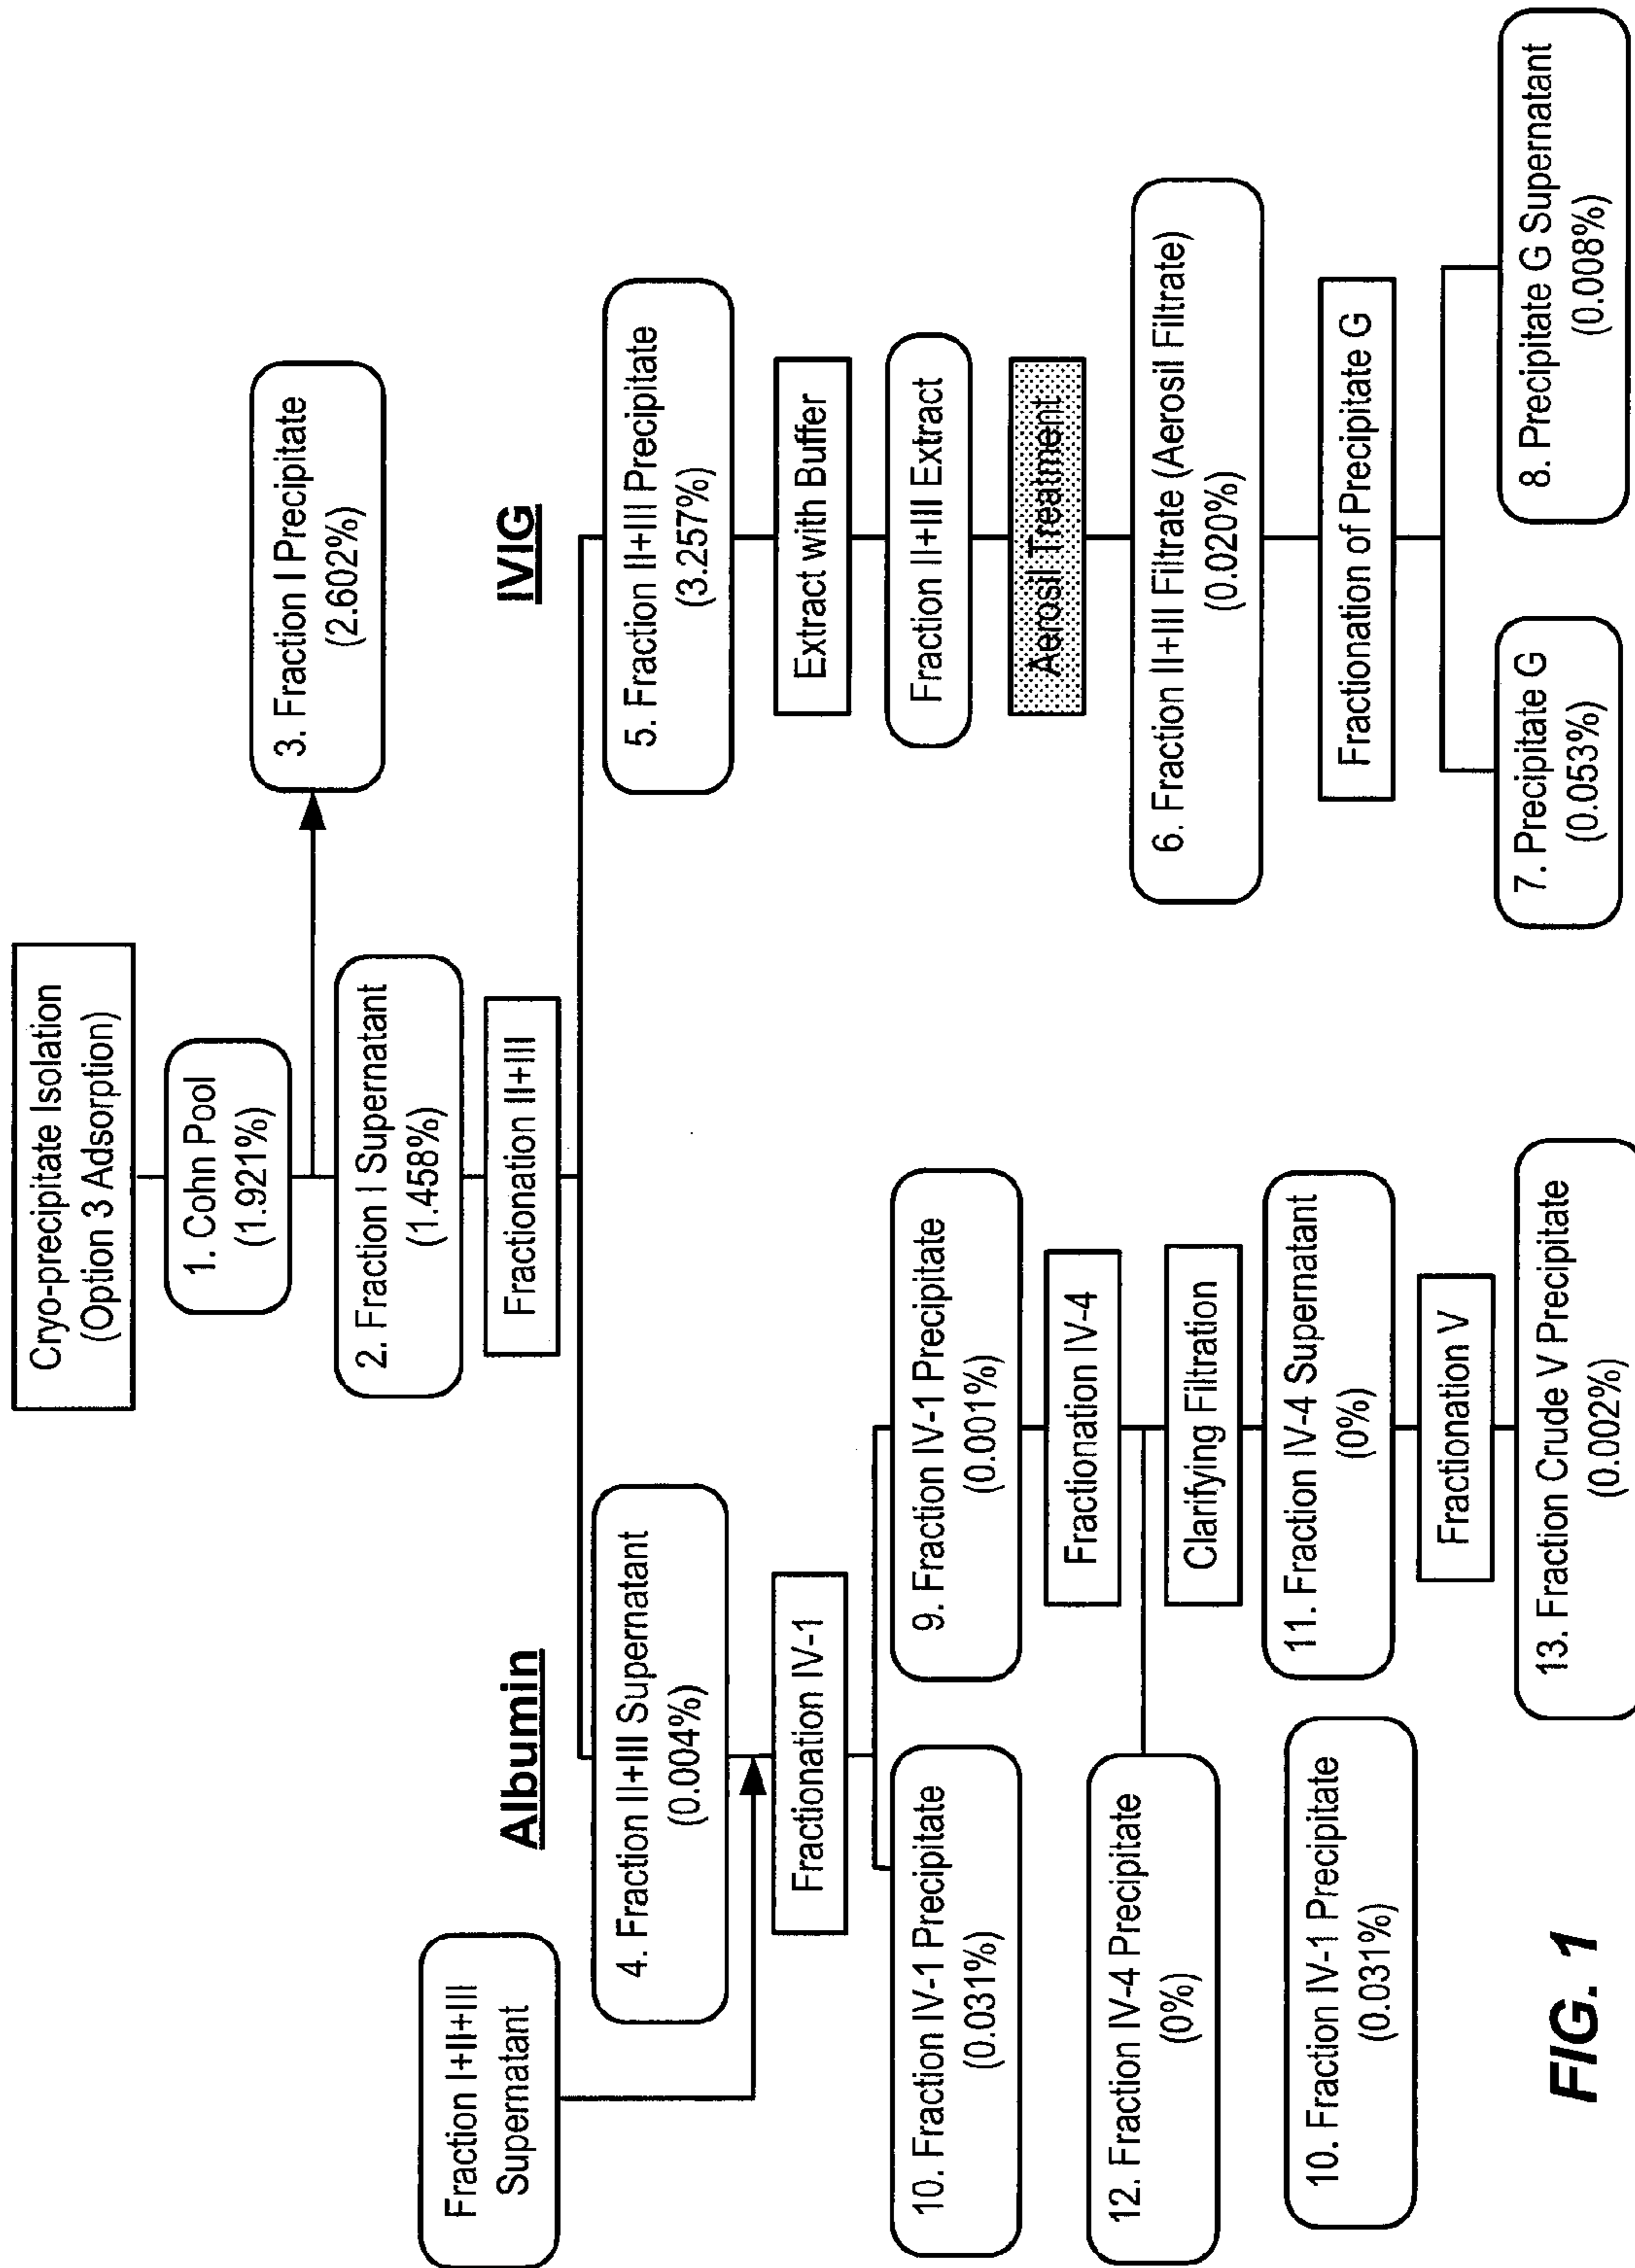 Cryo-precipitate Isolation
(Option 3 Adsorption)
1. Cohn Pool
(1.921%)
3. Fraction I Precipitate
(2.602%)
2. Fraction I Supernatant
(1.458%)
Fractionation II+III
Albumin
IVIG
Fraction I+II+III
Supernatant
4. Fraction II+III Supernatant
(0.004%)
Fractionation IV-1
10. Fraction IV-1 Precipitate
(0.031%)
9. Fraction IV-1 Precipitate
(0.001%)
Fractionation IV-4
12. Fraction IV-4 Precipitate
(0%)
Clarifying Filtration
11. Fraction IV-4 Supernatant
(0%)
10. Fraction IV-1 Precipitate
(0.031%)
Fractionation V
13. Fraction Crude V Precipitate
(0.002%)
5. Fraction II+III Precipitate
(3.257%)
Extract with Buffer
Fraction II+III Extract
Aerosil Treatment
6. Fraction II+III Filtrate (Aerosil Filtrate)
(0.020%)
Fractionation of Precipitate G
7. Precipitate G
(0.053%)
8. Precipitate G Supernatant
(0.008%)
FIG. 1